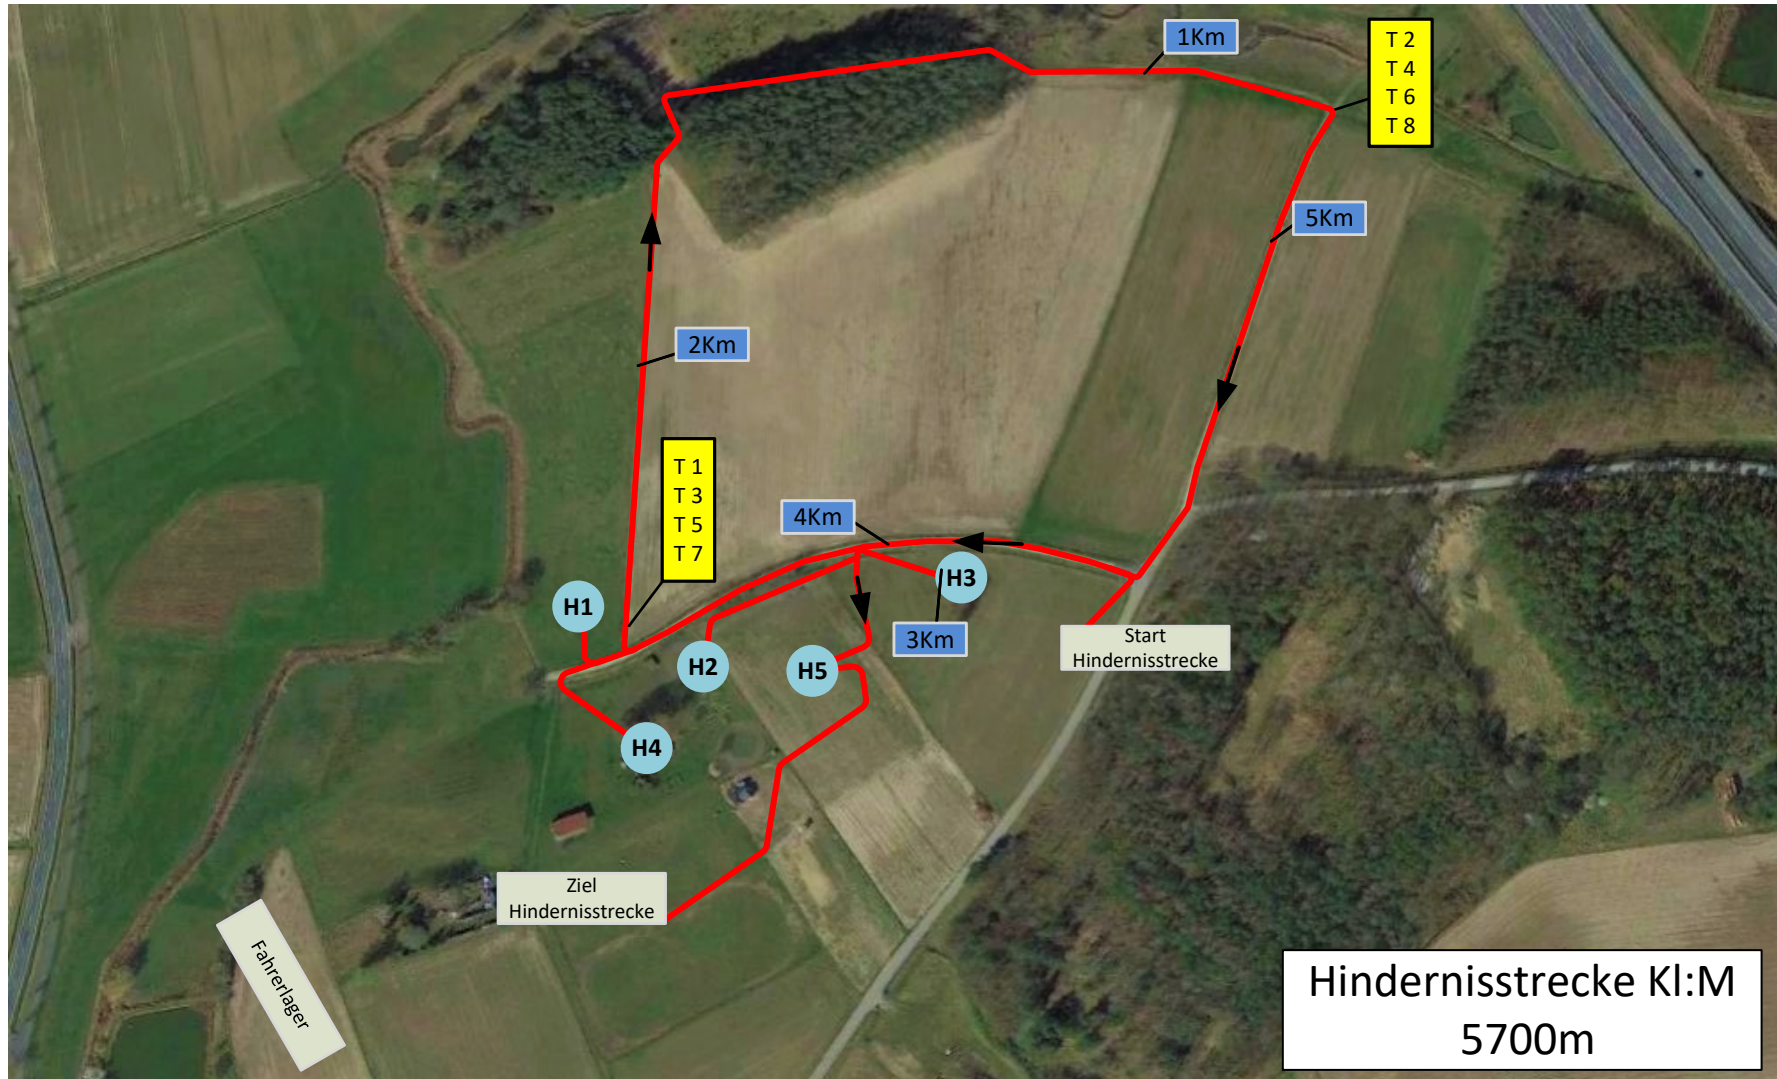 1Km
T 2
T 4
T 6
T 8
5Km
2Km
T 1
T 3
T 5
T 7
4Km
H3
H1
3Km
Start
Hindernisstrecke
H2
H5
H4
Ziel
Hindernisstrecke
Fahrerlager
Hindernisstrecke Kl:M
5700m